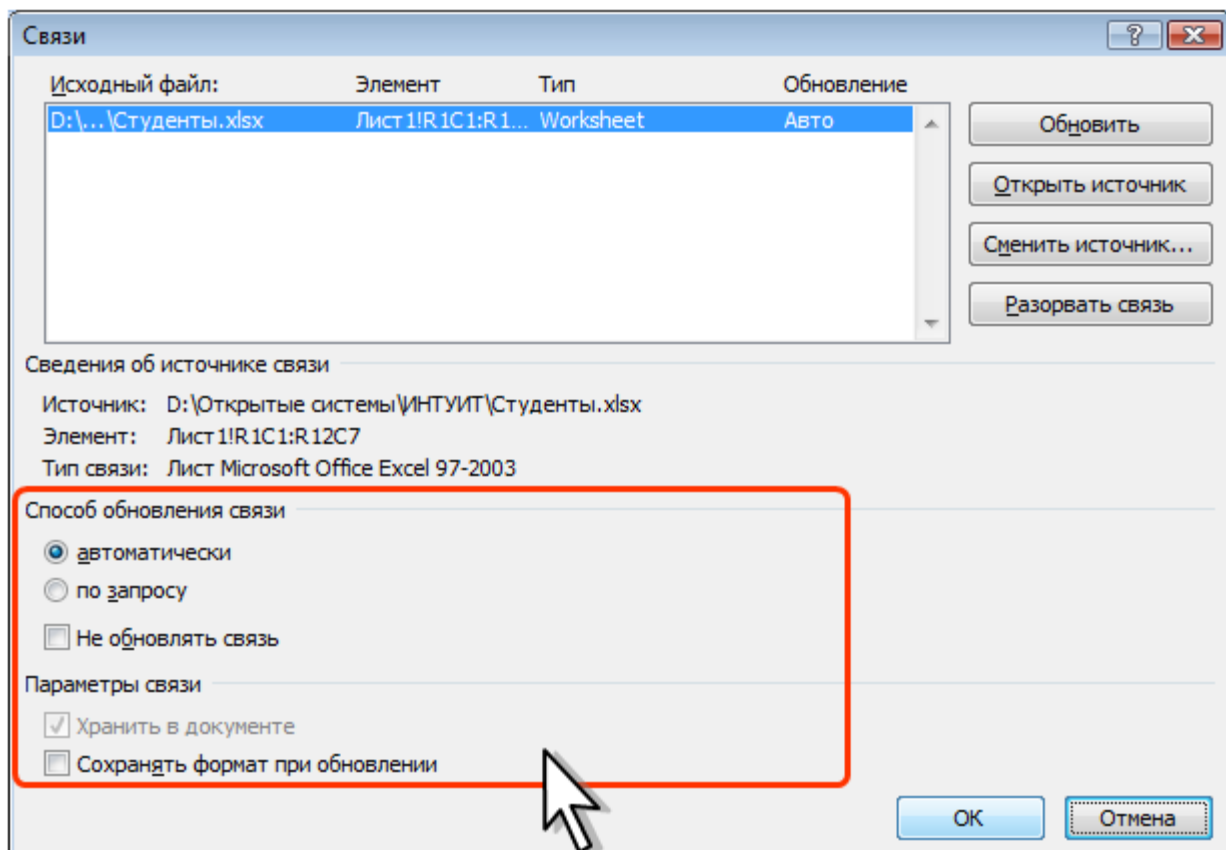 Связи
Исходный файл: Элемент Тип Обновление
D:\...\Студенты.xlsx Лист1!R1C1:R1... Worksheet Авто
Обновить
Открыть источник
Сменить источник...
Разорвать связь
Сведения об источнике связи
Источник: D:\Открытые системы\ИНТУИТ\Студенты.xlsx
Элемент: Лист1!R1C1:R12C7
Тип связи: Лист Microsoft Office Excel 97-2003
Способ обновления связи
автоматически
по запросу
Не обновлять связь
Параметры связи
Хранить в документе
Сохранять формат при обновлении
ОК Отмена